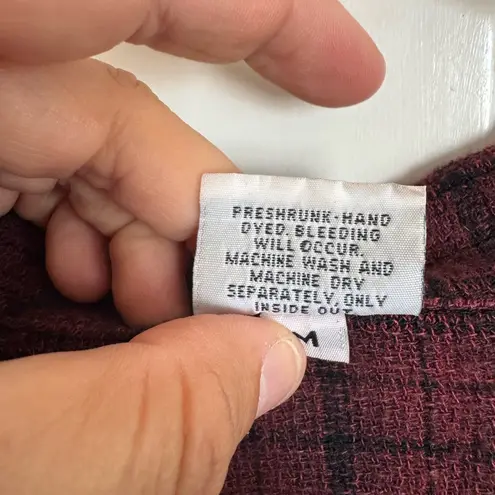 PRESHRUNK-HAND
DYED. BLEEDING
WILL OCCUR.
MACHINE WASH AND
MACHINE DRY
SEPARATELY, ONLY
INSIDE OUT
M